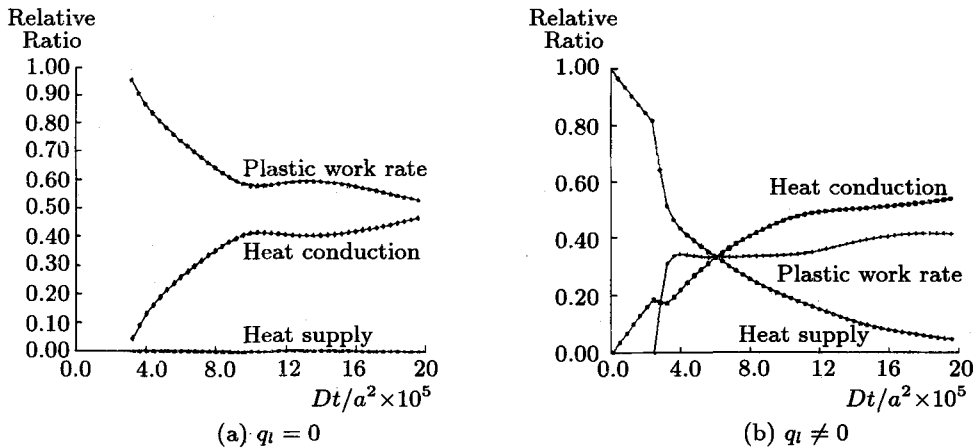 Relative
Ratio
1.00
0.90
0.80
0.70
0.60
0.50
0.40
0.30
0.20
0.10
0.00
0.0 4.0 8.0 12 16 20
Plastic work rate
Heat conduction
Heat supply
Dt/a² ×10⁵
(a) qₗ = 0
Relative
Ratio
1.00
0.80
0.60
0.40
0.20
0.00
0.0 4.0 8.0 12 16 20
Heat conduction
Plastic work rate
Heat supply
Dt/a² ×10⁵
(b) qₗ ≠ 0